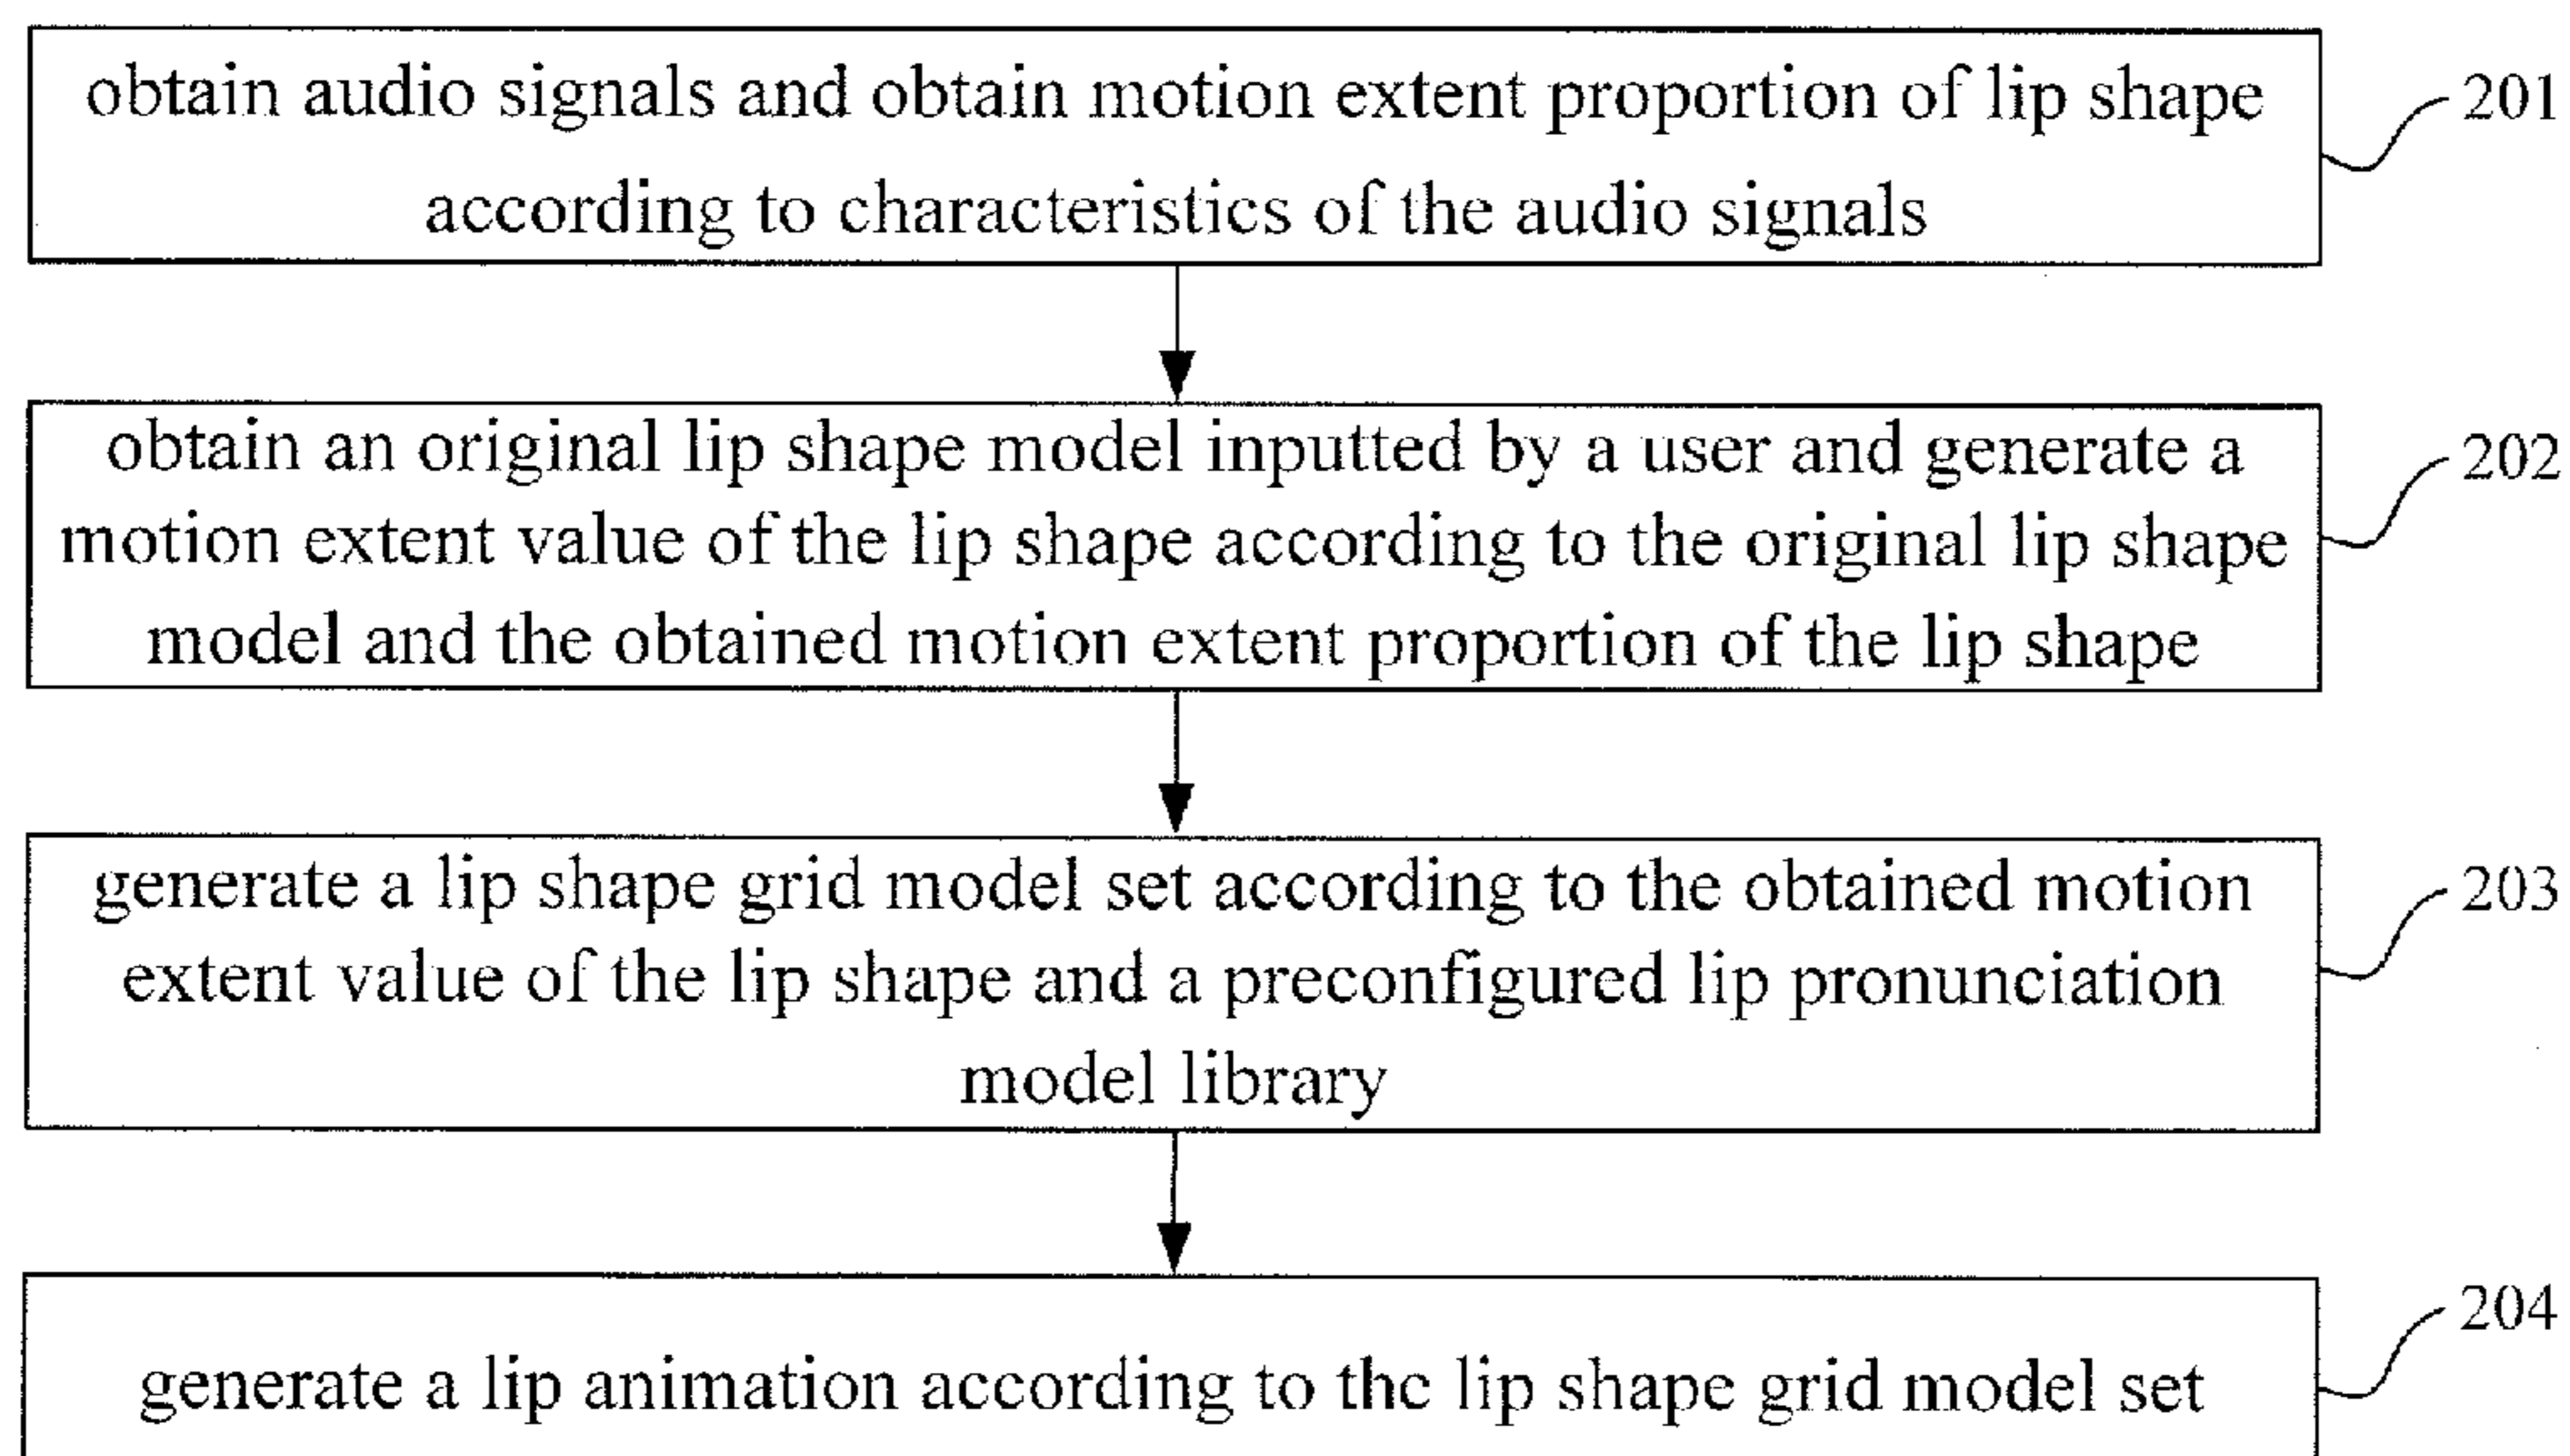 obtain audio signals and obtain motion extent proportion of lip shape
according to characteristics of the audio signals
201
obtain an original lip shape model inputted by a user and generate a
motion extent value of the lip shape according to the original lip shape
model and the obtained motion extent proportion of the lip shape
202
generate a lip shape grid model set according to the obtained motion
extent value of the lip shape and a preconfigured lip pronunciation
model library
203
generate a lip animation according to the lip shape grid model set
204